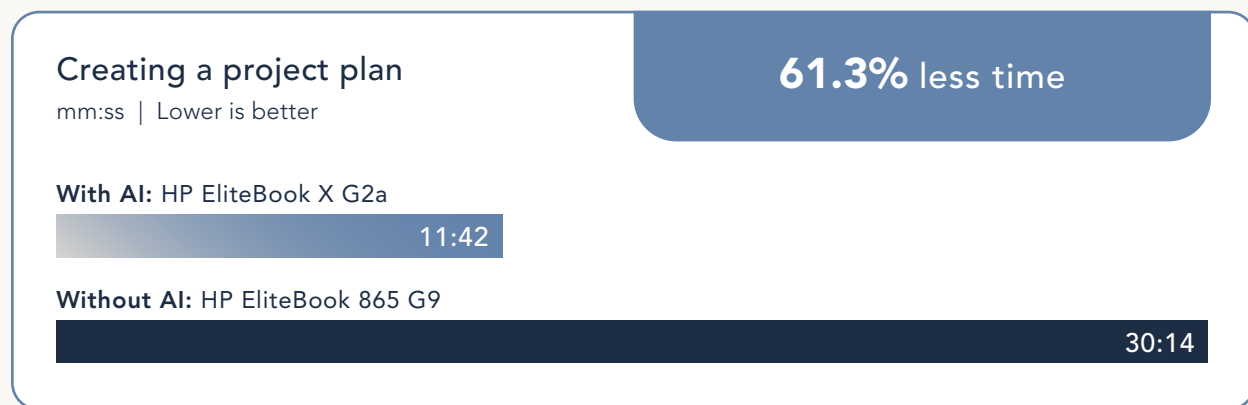 Creating a project plan
mm:ss | Lower is better
61.3% less time
With AI: HP EliteBook X G2a
11:42
Without AI: HP EliteBook 865 G9
30:14